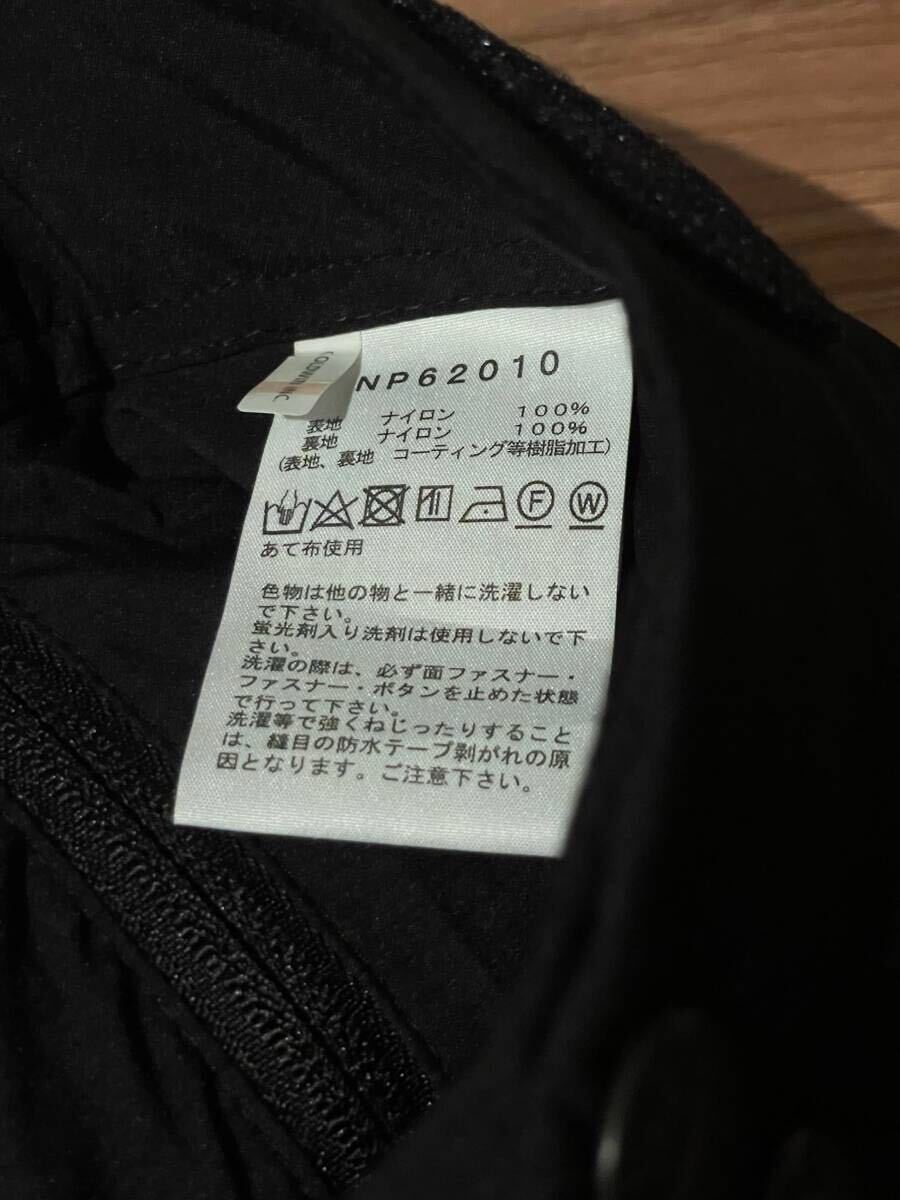 NP62010
GOLDWIN INC
表地 ナイロン 100%
裏地 ナイロン 100%
(表地、裏地 コーティング等樹脂加工)
F W
あて布使用
色物は他の物と一緒に洗濯しない
で下さい。
蛍光剤入り洗剤は使用しないで下
さい。
洗濯の際は、必ず面ファスナー・
ファスナー・ボタンを止めた状態
で行って下さい。
洗濯等で強くねじったりすること
は、縫目の防水テープ剥がれの原
因となります。ご注意下さい。